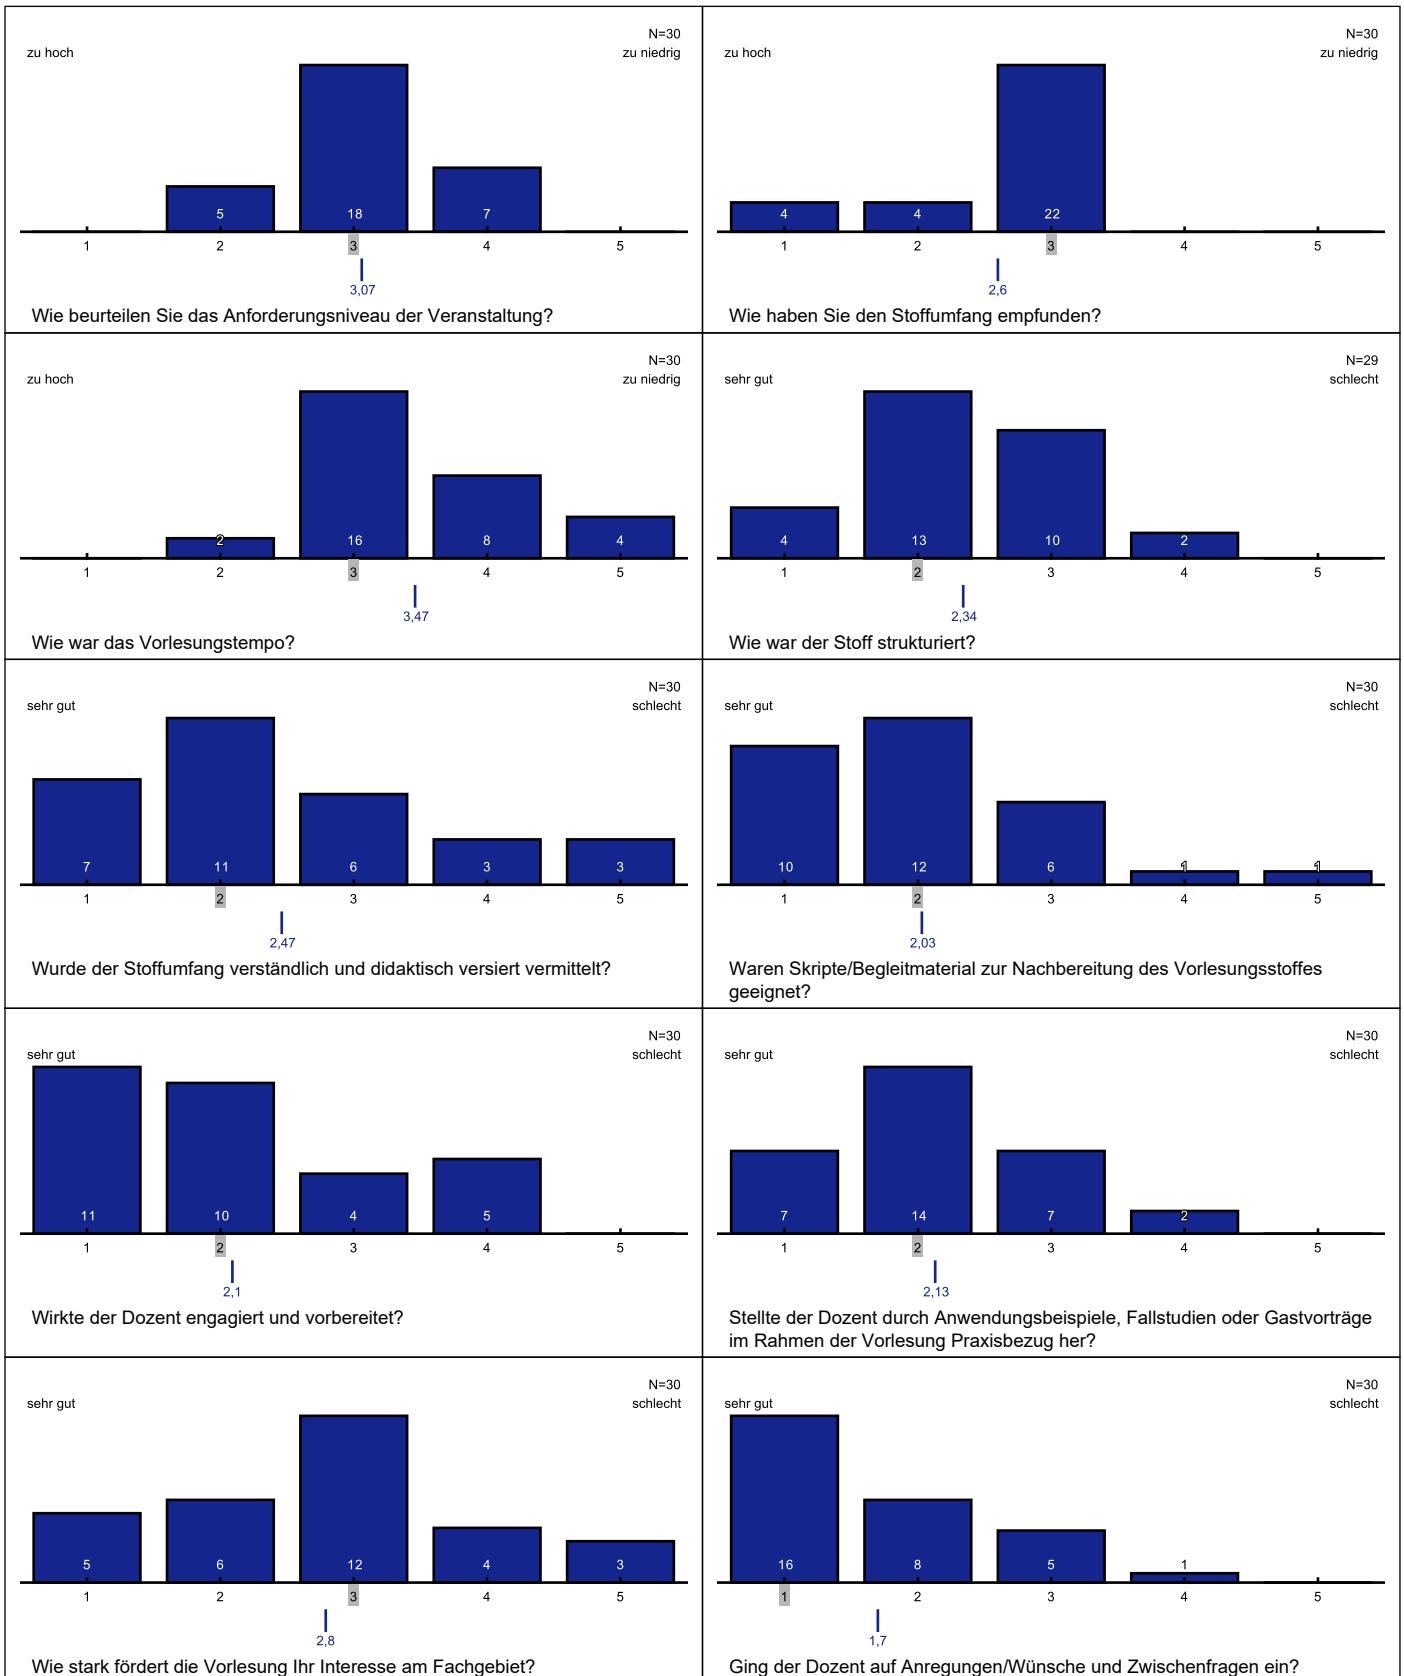 N=30
zu hoch zu niedrig
5 18 7
1 2 3 4 5
3,07
Wie beurteilen Sie das Anforderungsniveau der Veranstaltung?
N=30
zu hoch zu niedrig
4 4 22
1 2 3 4 5
2,6
Wie haben Sie den Stoffumfang empfunden?
N=30
zu hoch zu niedrig
2 16 8 4
1 2 3 4 5
3,47
Wie war das Vorlesungstempo?
N=29
sehr gut schlecht
4 13 10 2
1 2 3 4 5
2,34
Wie war der Stoff strukturiert?
N=30
sehr gut schlecht
7 11 6 3 3
1 2 3 4 5
2,47
Wurde der Stoffumfang verständlich und didaktisch versiert vermittelt?
N=30
sehr gut schlecht
10 12 6 1 1
1 2 3 4 5
2,03
Waren Skripte/Begleitmaterial zur Nachbereitung des Vorlesungsstoffes
geeignet?
N=30
sehr gut schlecht
11 10 4 5
1 2 3 4 5
2,1
Wirkte der Dozent engagiert und vorbereitet?
N=30
sehr gut schlecht
7 14 7 2
1 2 3 4 5
2,13
Stellte der Dozent durch Anwendungsbeispiele, Fallstudien oder Gastvorträge
im Rahmen der Vorlesung Praxisbezug her?
N=30
sehr gut schlecht
5 6 12 4 3
1 2 3 4 5
2,8
Wie stark fördert die Vorlesung Ihr Interesse am Fachgebiet?
N=30
sehr gut schlecht
16 8 5 1
1 2 3 4 5
1,7
Ging der Dozent auf Anregungen/Wünsche und Zwischenfragen ein?